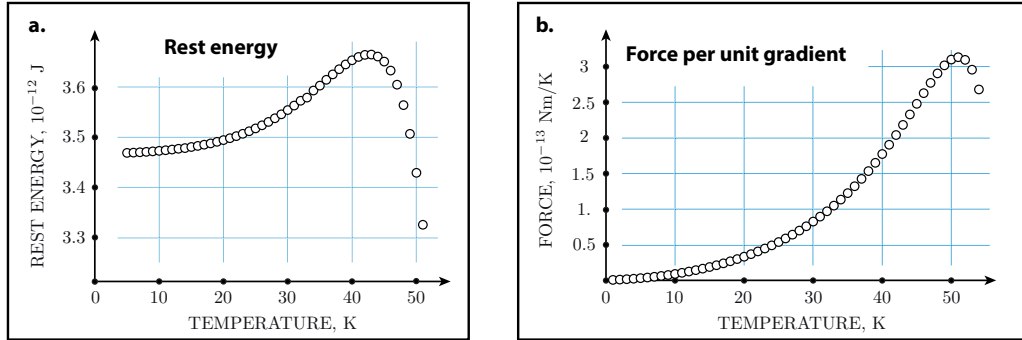 a.
Rest energy
REST ENERGY, 10⁻¹² J
3.6
3.5
3.4
3.3
0
10
20
30
40
50
TEMPERATURE, K
b.
Force per unit gradient
FORCE, 10⁻¹³ Nm/K
3
2.5
2
1.5
1.
0.5
0
10
20
30
40
50
TEMPERATURE, K